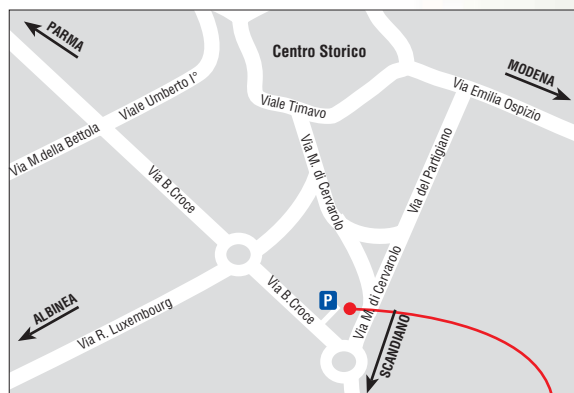 PARMA
Centro Storico
MODENA
Via Emilia Ospizio
Viale Umberto I°
Viale Timavo
Via M.della Bettola
Via M. di Cervarolo
Via del Partigiano
Via B.Croce
P
Via M. di Cervarolo
ALBINEA
Via B.Croce
Via R. Luxembourg
SCANDIANO